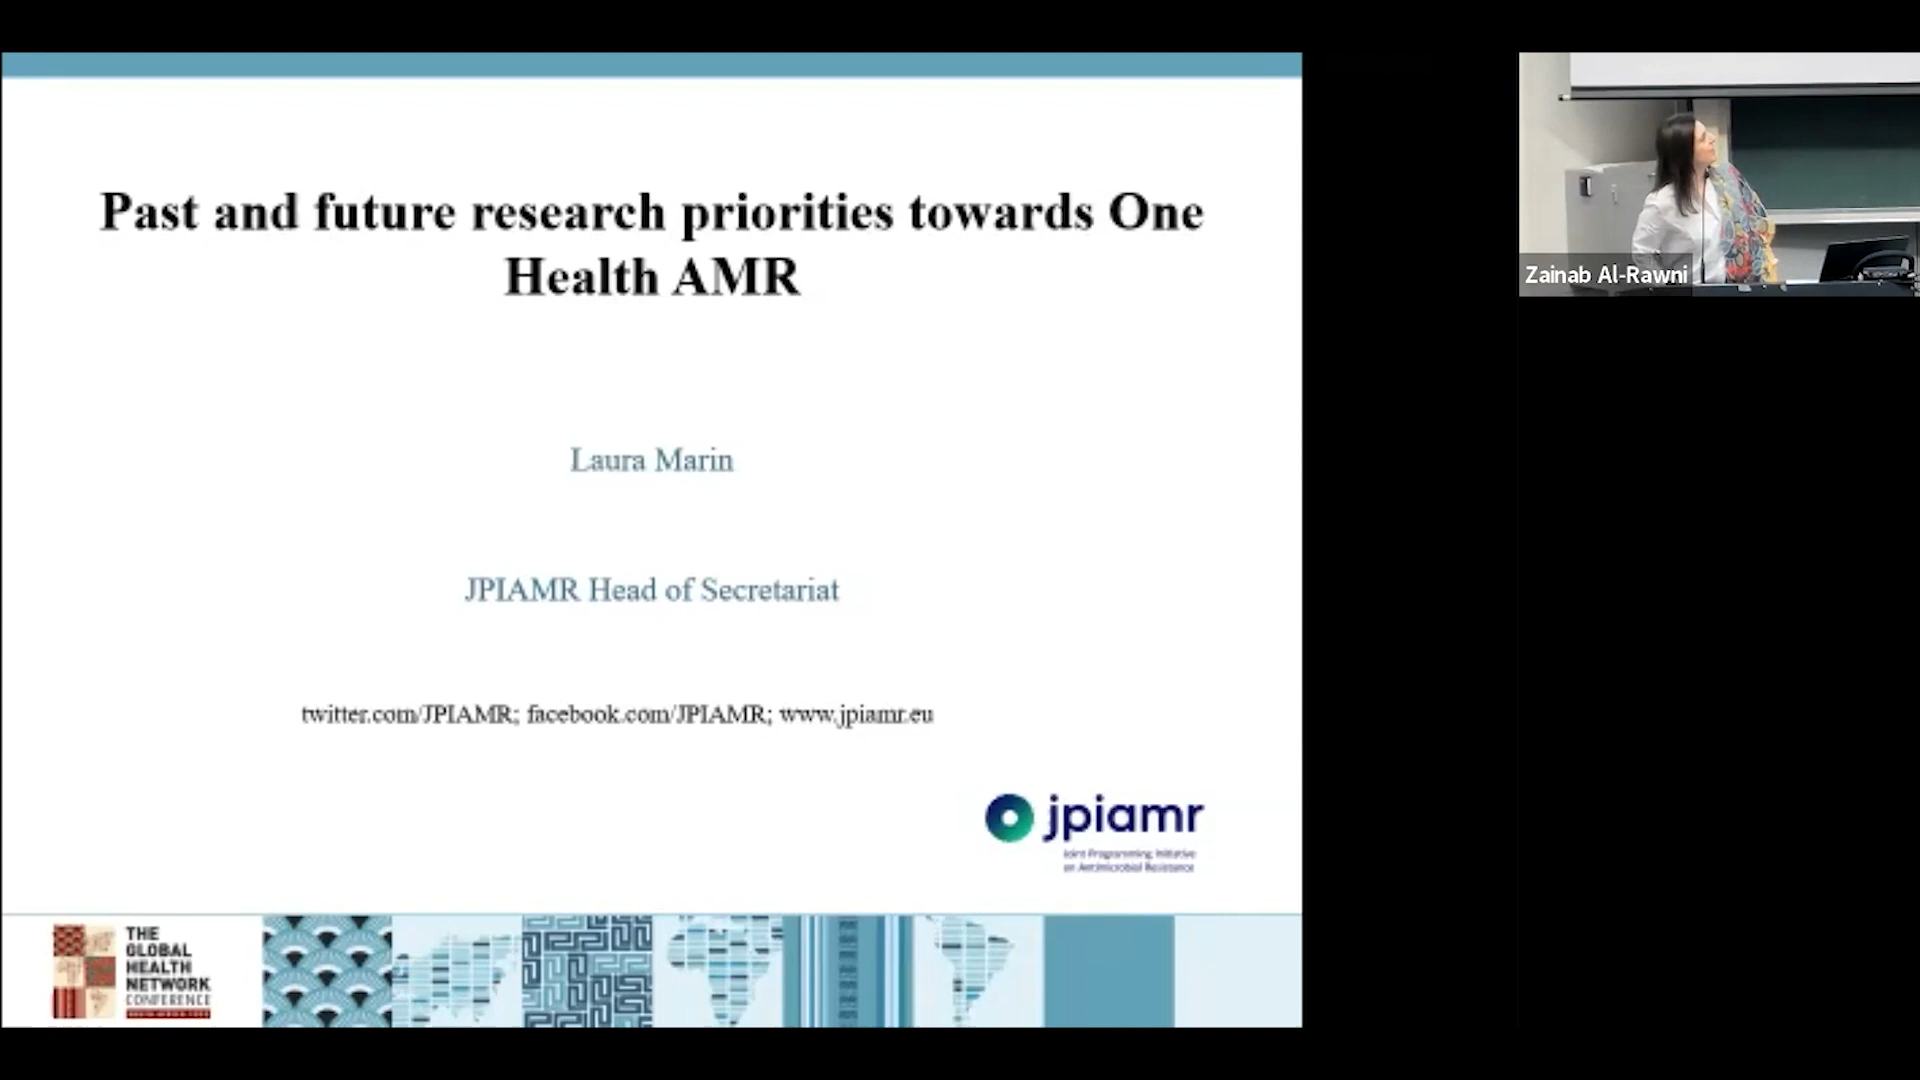 Past and future research priorities towards One
Health AMR
Laura Marin
JPIAMR Head of Secretariat
twitter.com/JPIAMR; facebook.com/JPIAMR; www.jpiamr.eu
jpiamr
Joint Programming Initiative
on Antimicrobial Resistance
THE
GLOBAL
HEALTH
NETWORK
CONFERENCE
Zainab Al-Rawni